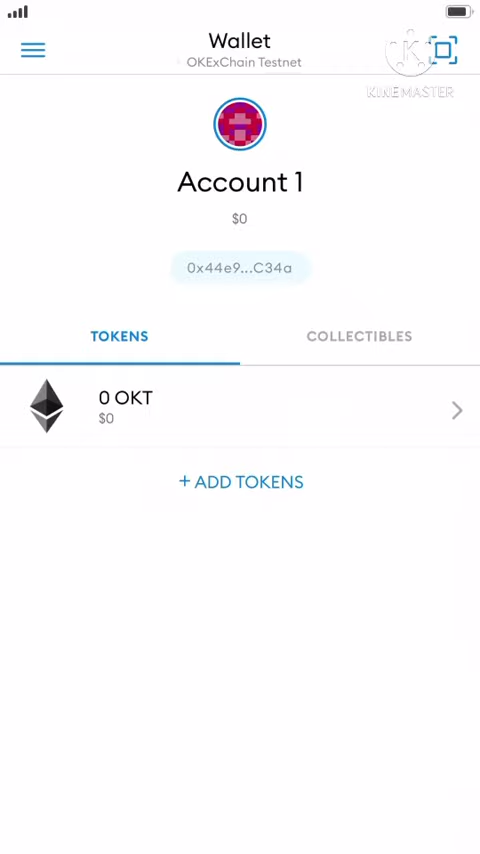 Wallet
OKExChain Testnet
K
KINEMASTER
Account 1
$0
0x44e9...C34a
TOKENS
COLLECTIBLES
0 OKT
$0
+ ADD TOKENS